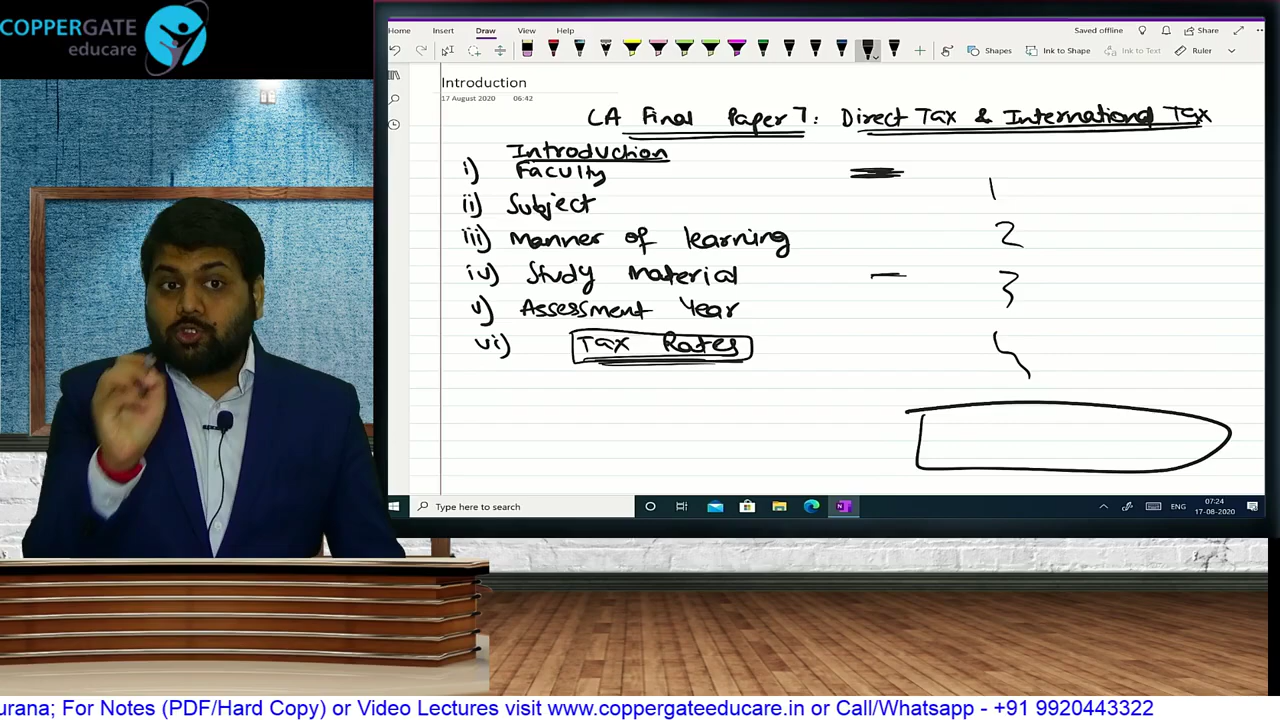 COPPERGATE
educare
Home Insert Draw View Help
Saved offline Share
Shapes Ink to Shape Ink to Text Ruler
Introduction
17 August 2020 06:42
CA Final Paper 7: Direct Tax & International Tax
Introduction
i) Faculty
ii) Subject
iii) Manner of learning
iv) Study Material
v) Assessment Year
vi) Tax Rates
1
2
3
4
Type here to search
ENG
07:24
17-08-2020
urana; For Notes (PDF/Hard Copy) or Video Lectures visit www.coppergateeducare.in or Call/Whatsapp - +91 9920443322